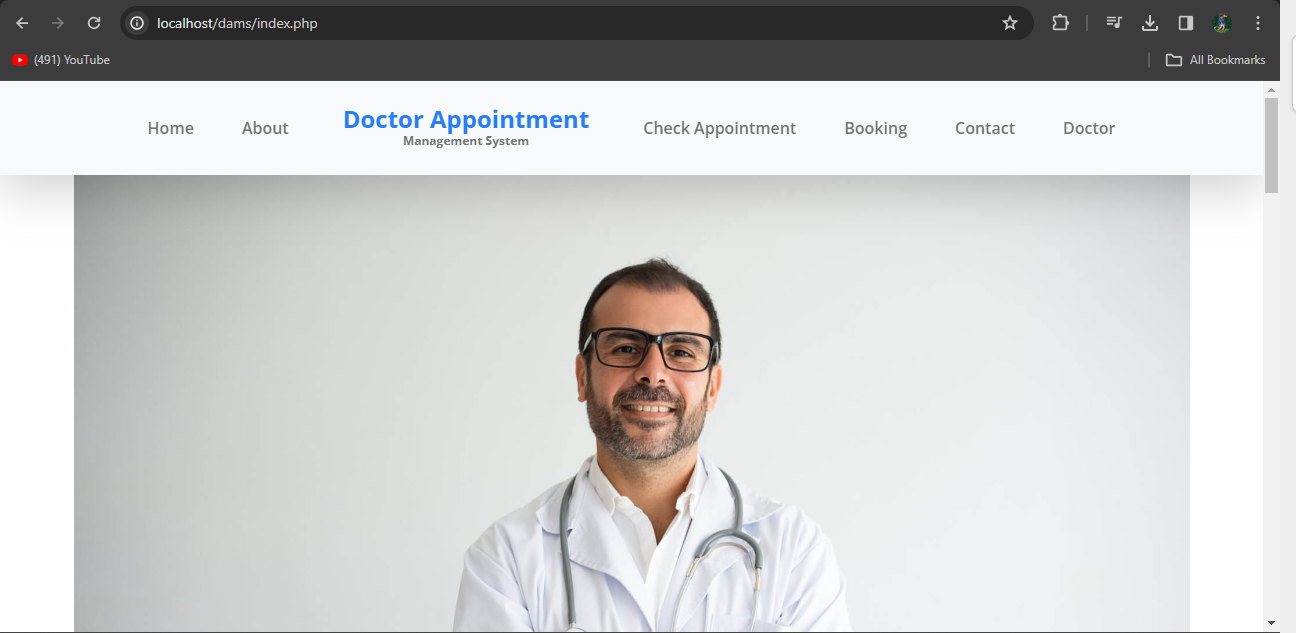 localhost/dams/index.php
(491) YouTube
All Bookmarks
Home
About
Doctor Appointment
Management System
Check Appointment
Booking
Contact
Doctor